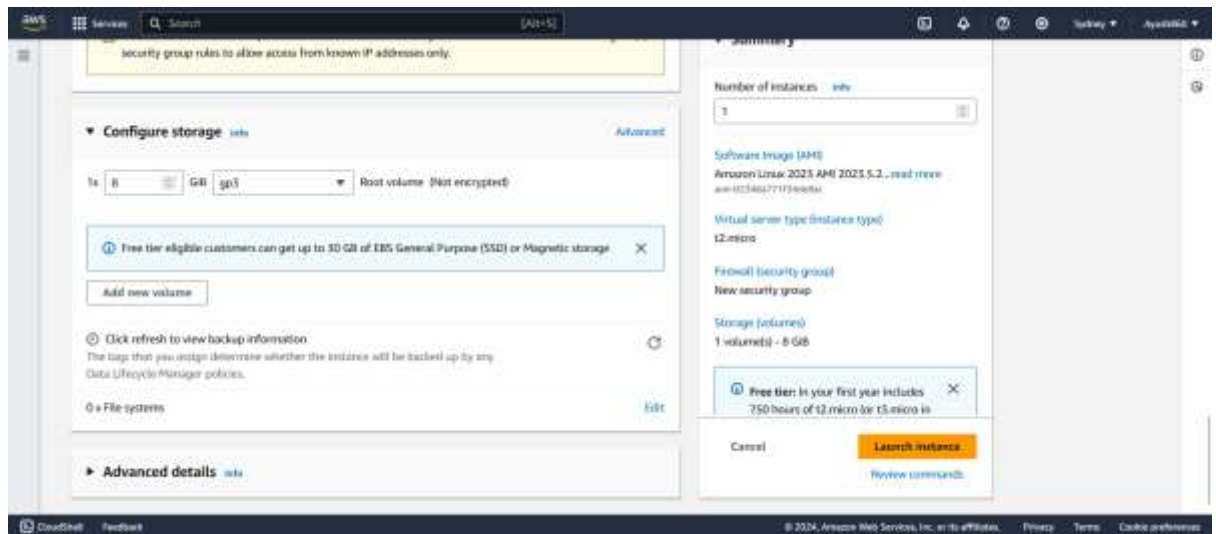 aws
Services
Search
[Alt+S]
Sydney
security group rules to allow access from known IP addresses only.
Configure storage Info
Advanced
1x 8 GiB gp3 Root volume (Not encrypted)
Free tier eligible customers can get up to 30 GB of EBS General Purpose (SSD) or Magnetic storage
Add new volume
Click refresh to view backup information
The tags that you assign determine whether the instance will be backed up by any
Data Lifecycle Manager policies.
0 x File systems
Edit
Advanced details Info
Summary
Number of instances Info
1
Software Image (AMI)
Amazon Linux 2023 AMI 2023.5.2...read more
Virtual server type (instance type)
t2.micro
Firewall (security group)
New security group
Storage (volumes)
1 volume(s) - 8 GiB
Free tier: In your first year includes
750 hours of t2.micro (or t3.micro in
Cancel
Launch instance
Review commands
CloudShell Feedback
© 2024, Amazon Web Services, Inc. or its affiliates. Privacy Terms Cookie preferences